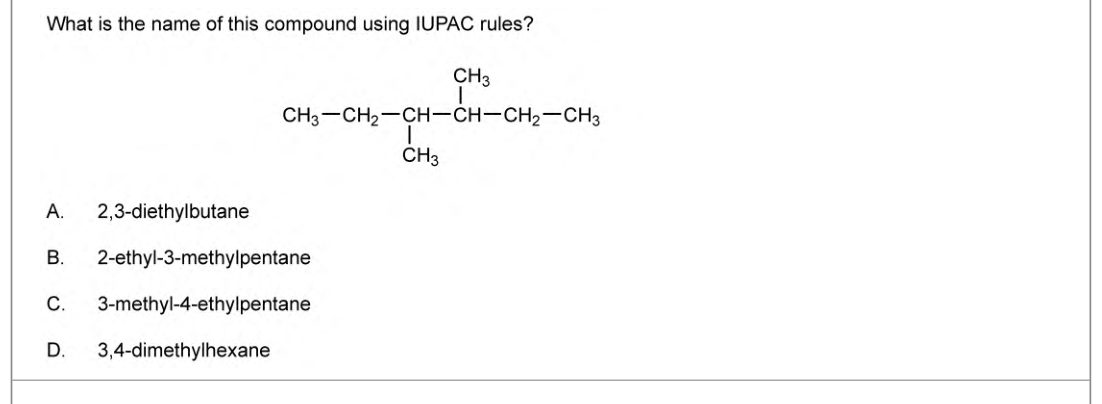 What is the name of this compound using IUPAC rules?
CH₃
CH₃—CH₂—CH—CH—CH₂—CH₃
CH₃
A. 2,3-diethylbutane
B. 2-ethyl-3-methylpentane
C. 3-methyl-4-ethylpentane
D. 3,4-dimethylhexane